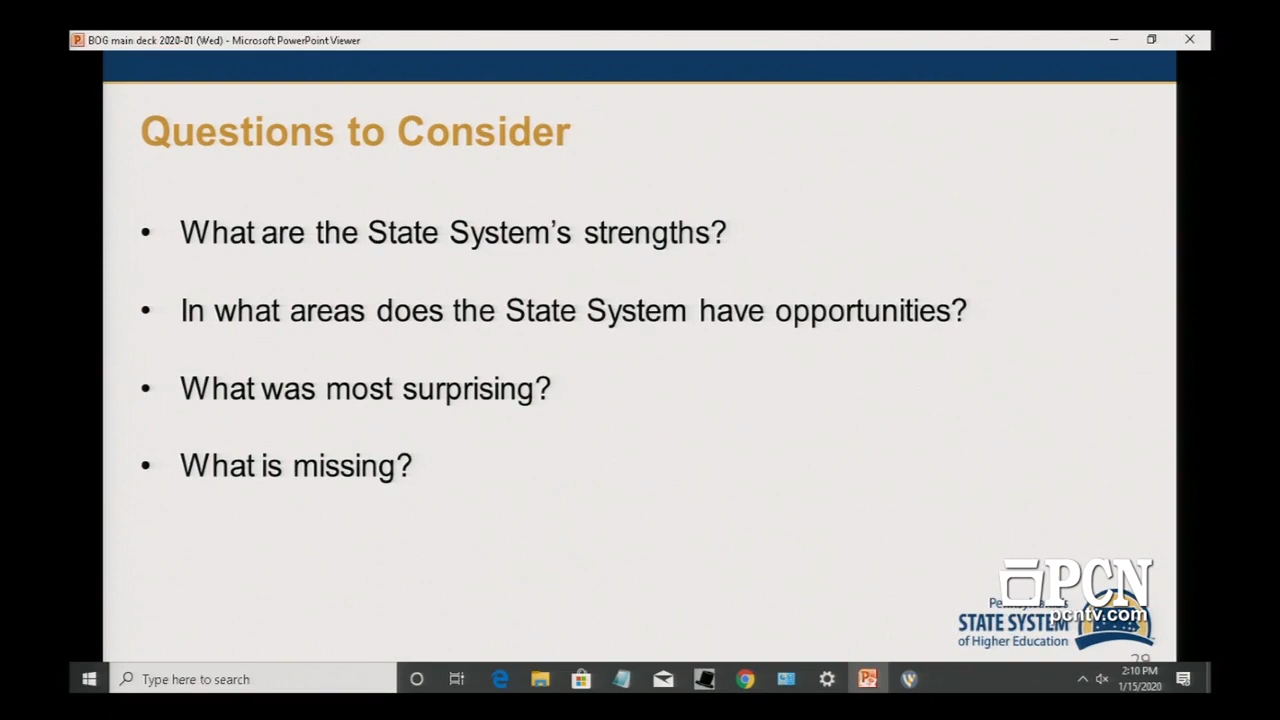 BOG main deck 2020-01 (Wed) - Microsoft PowerPoint Viewer
Questions to Consider
• What are the State System’s strengths?
• In what areas does the State System have opportunities?
• What was most surprising?
• What is missing?
PCN
pcntv.com
STATE SYSTEM
of Higher Education
Type here to search
2:10 PM
1/15/2020